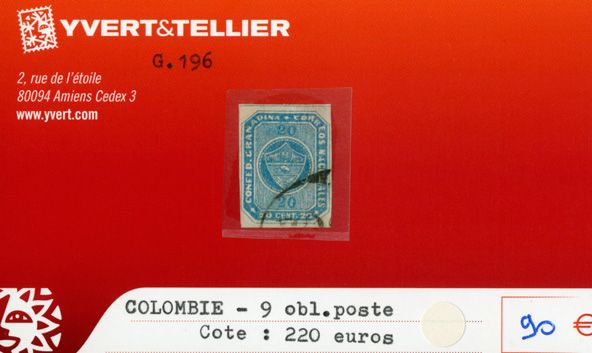 YVERT&TELLIER
G.196
2, rue de l'étoile
80094 Amiens Cedex 3
www.yvert.com
CONFED. GRANADINA + CORREOS NACIONALES
20
20
20 CENT. 20
COLOMBIE - 9 obl.poste
Cote : 220 euros
90 €